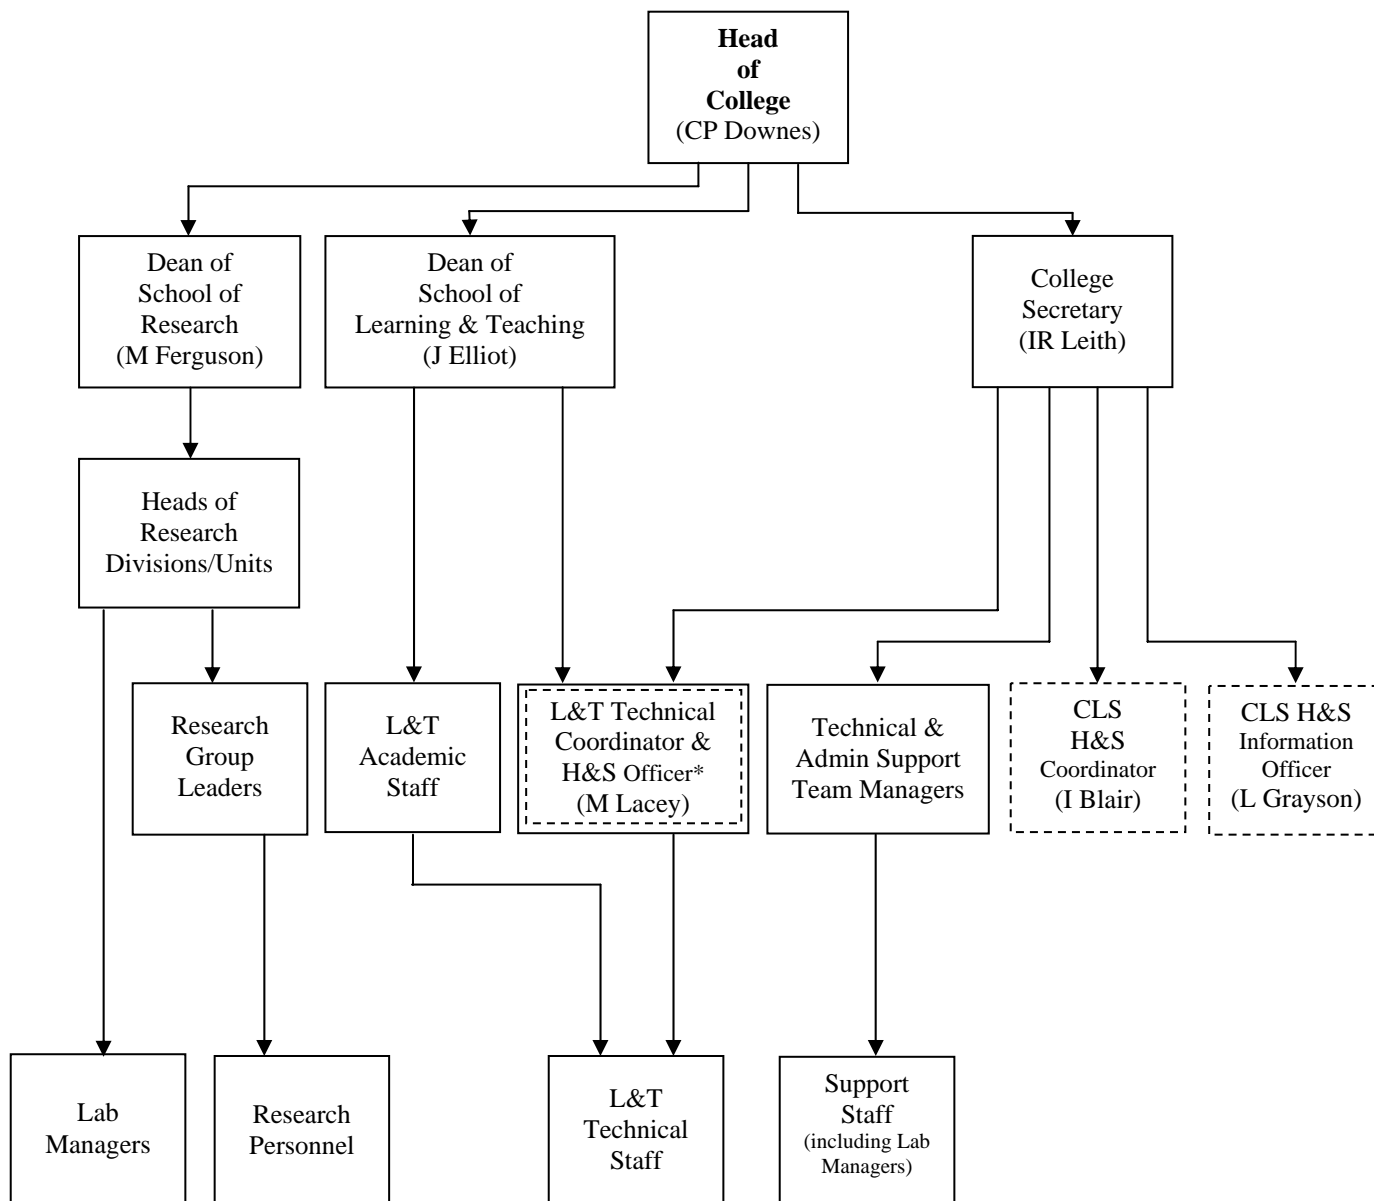 Head
of
College
(CP Downes)
Dean of
School of
Research
(M Ferguson)
Dean of
School of
Learning & Teaching
(J Elliot)
College
Secretary
(IR Leith)
Heads of
Research
Divisions/Units
Research
Group
Leaders
L&T
Academic
Staff
L&T Technical
Coordinator &
H&S Officer*
(M Lacey)
Technical &
Admin Support
Team Managers
CLS
H&S
Coordinator
(I Blair)
CLS H&S
Information
Officer
(L Grayson)
Lab
Managers
Research
Personnel
L&T
Technical
Staff
Support
Staff
(including Lab
Managers)